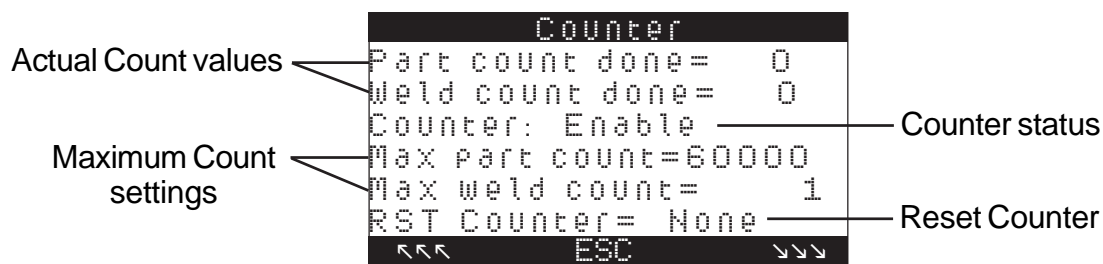 Counter
Actual Count values
Part count done= 0
Weld count done= 0
Counter: Enable
Counter status
Maximum Count
settings
Max part count=60000
Max weld count= 1
RST Counter= None
Reset Counter
↖↖↖ ESC ↘↘↘